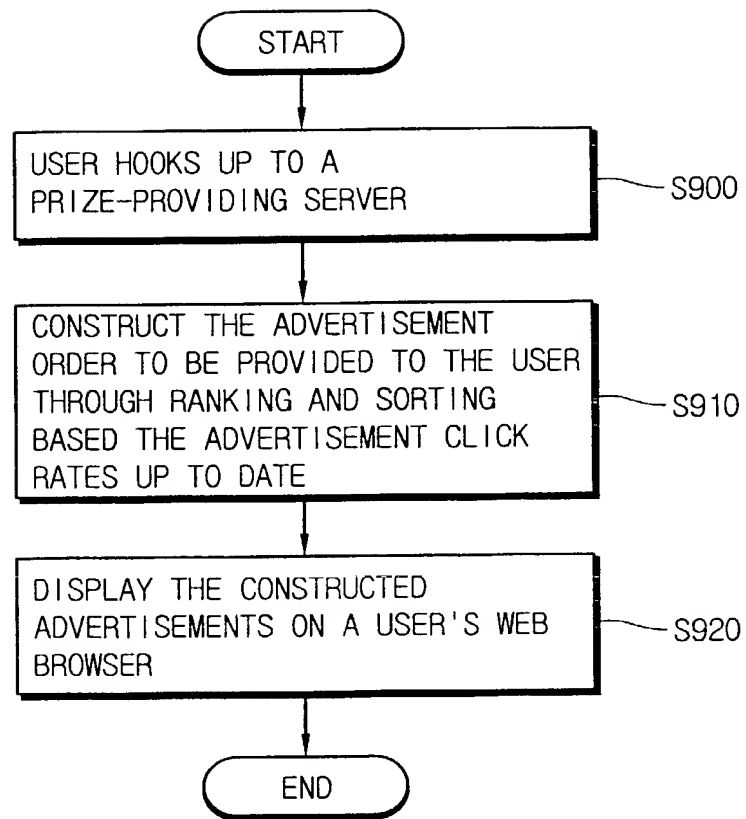 START
USER HOOKS UP TO A
PRIZE-PROVIDING SERVER
S900
CONSTRUCT THE ADVERTISEMENT
ORDER TO BE PROVIDED TO THE USER
THROUGH RANKING AND SORTING
BASED THE ADVERTISEMENT CLICK
RATES UP TO DATE
S910
DISPLAY THE CONSTRUCTED
ADVERTISEMENTS ON A USER'S WEB
BROWSER
S920
END